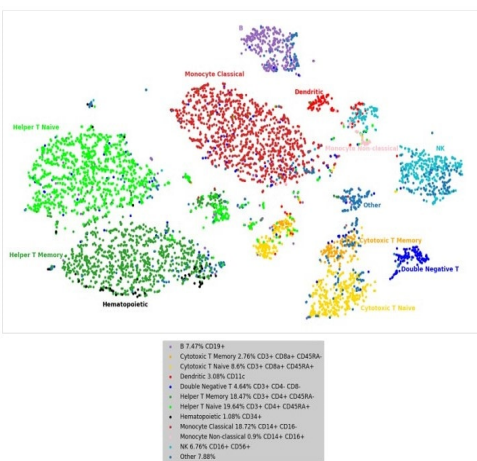 B
Monocyte Classical
Dendritic
Helper T Naive
Monocyte Non-classical
NK
Other
Cytotoxic T Memory
Helper T Memory
Double Negative T
Hematopoietic
Cytotoxic T Naive
B 7.47% CD19+
Cytotoxic T Memory 2.76% CD3+ CD8a+ CD45RA-
Cytotoxic T Naive 8.6% CD3+ CD8a+ CD45RA+
Dendritic 3.08% CD11c
Double Negative T 4.64% CD3+ CD4- CD8-
Helper T Memory 18.47% CD3+ CD4+ CD45RA-
Helper T Naive 19.64% CD3+ CD4+ CD45RA+
Hematopoietic 1.08% CD34+
Monocyte Classical 18.72% CD14+ CD16-
Monocyte Non-classical 0.9% CD14+ CD16+
NK 6.76% CD16+ CD56+
Other 7.88%